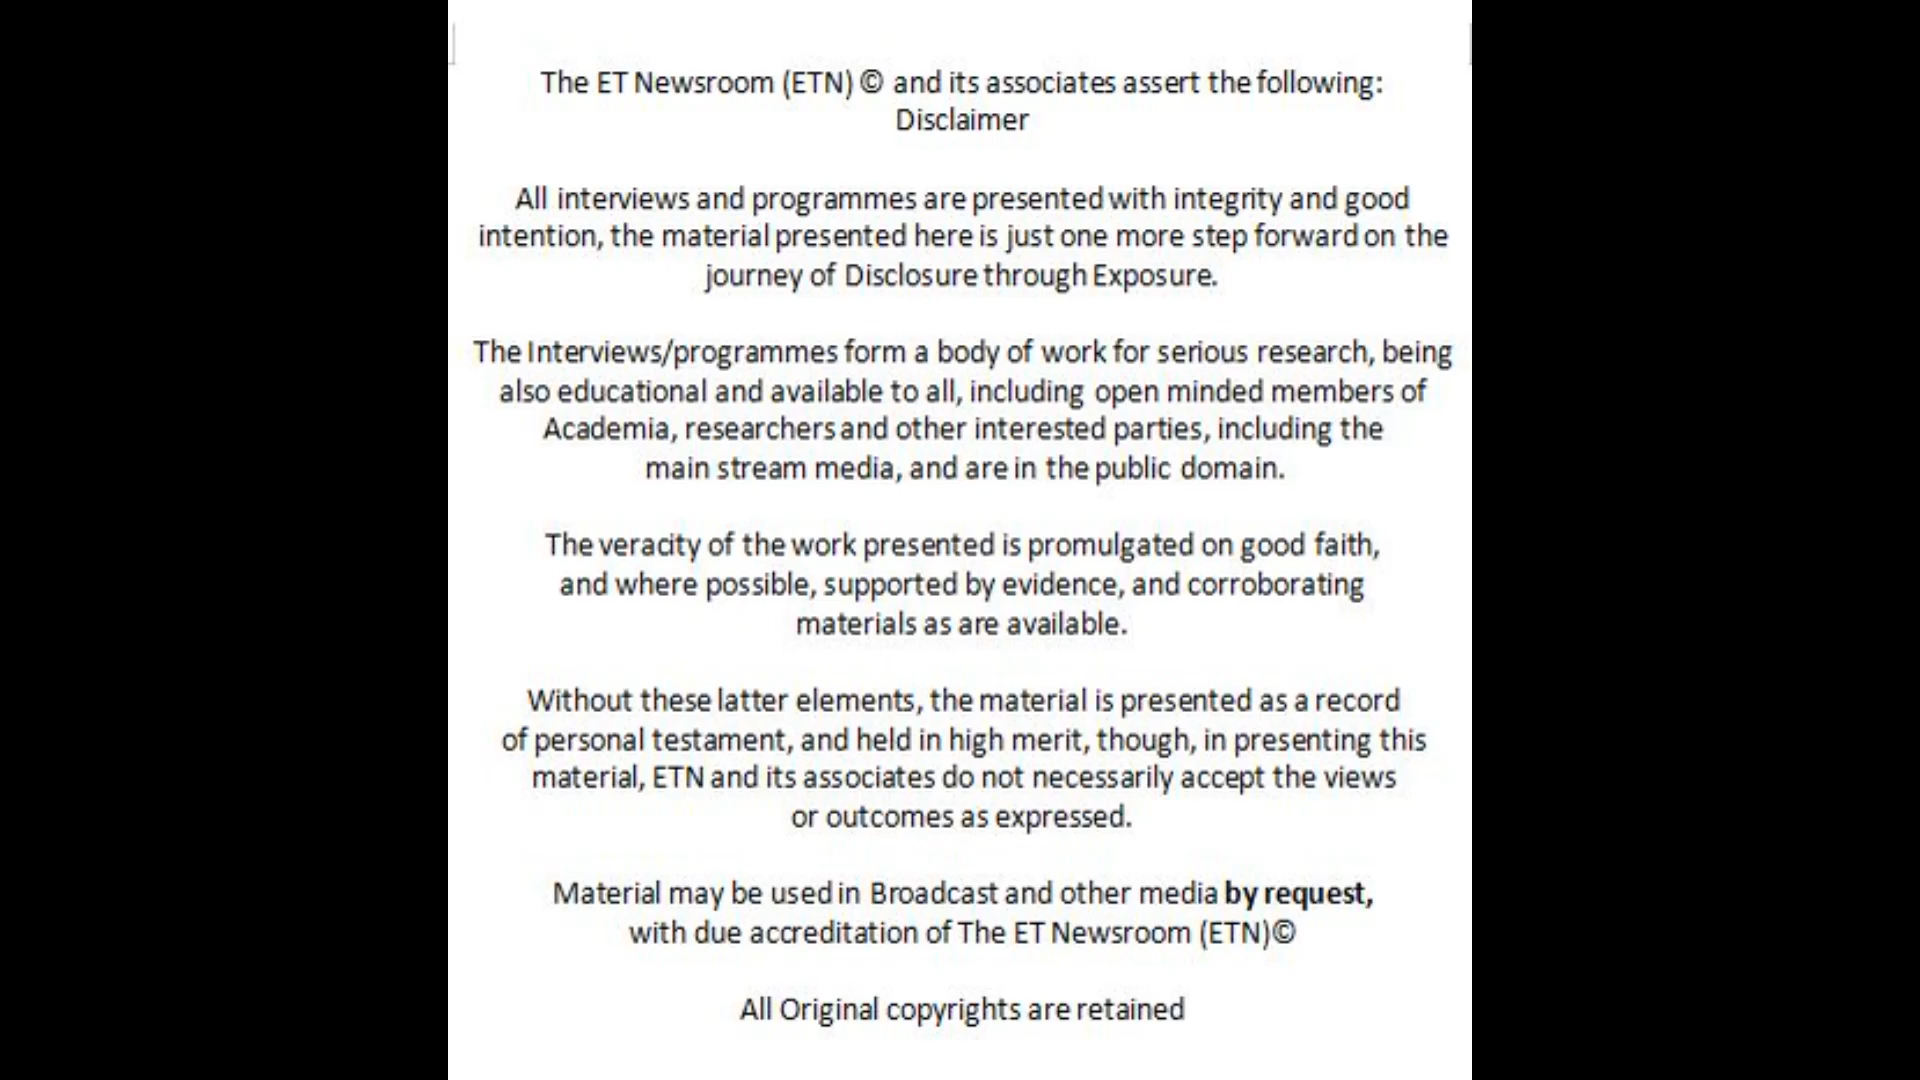 The ET Newsroom (ETN) © and its associates assert the following:
Disclaimer
All interviews and programmes are presented with integrity and good
intention, the material presented here is just one more step forward on the
journey of Disclosure through Exposure.
The Interviews/programmes form a body of work for serious research, being
also educational and available to all, including open minded members of
Academia, researchers and other interested parties, including the
main stream media, and are in the public domain.
The veracity of the work presented is promulgated on good faith,
and where possible, supported by evidence, and corroborating
materials as are available.
Without these latter elements, the material is presented as a record
of personal testament, and held in high merit, though, in presenting this
material, ETN and its associates do not necessarily accept the views
or outcomes as expressed.
Material may be used in Broadcast and other media by request,
with due accreditation of The ET Newsroom (ETN)©
All Original copyrights are retained